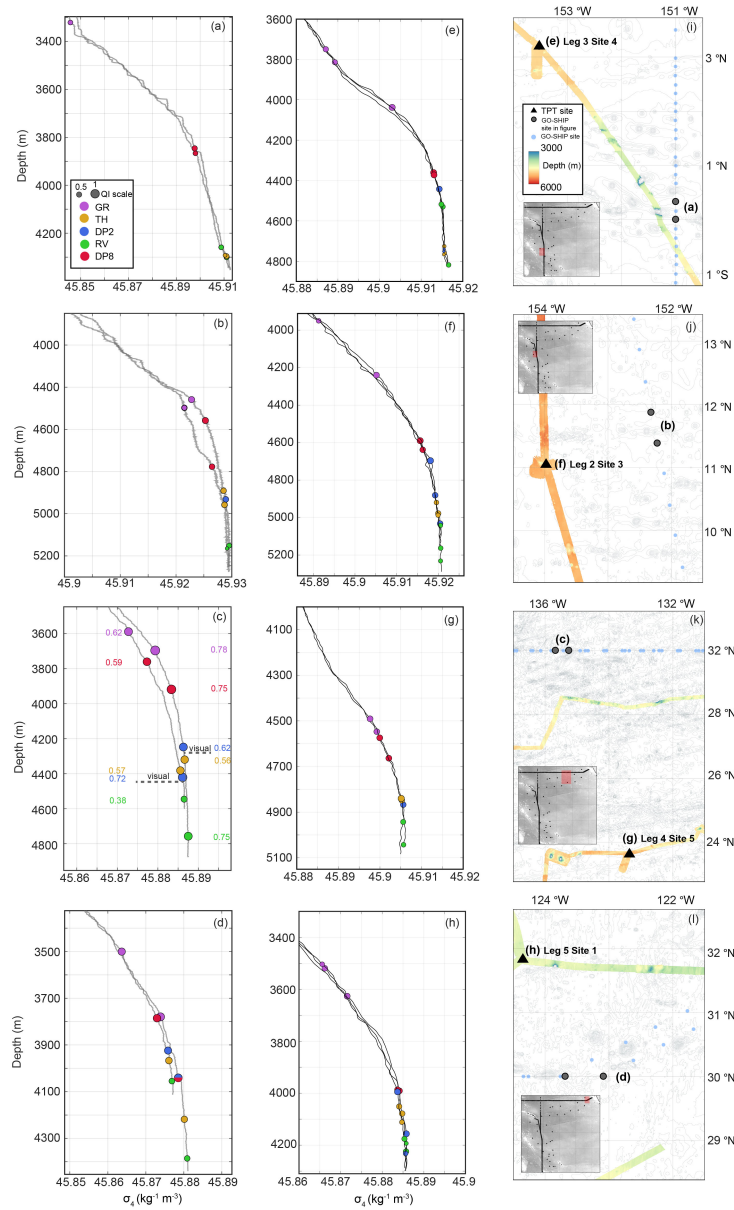 (a)
3300
3400
3600
3800
4000
4200
Depth (m)
0.5
1
QI scale
GR
TH
DP2
RV
DP8
45.85
45.87
45.89
45.91
(e)
3600
3800
4000
4200
4400
4600
4800
45.88
45.89
45.9
45.91
45.92
153 °W
151 °W
(i)
(e) Leg 3 Site 4
3 °N
TPT site
GO-SHIP
site in figure
GO-SHIP site
3000
Depth (m)
6000
1 °N
(a)
1 °S
(b)
4000
4200
4400
4600
4800
5000
5200
Depth (m)
45.9
45.91
45.92
45.93
(f)
4000
4200
4400
4600
4800
5000
5200
45.89
45.9
45.91
45.92
154 °W
152 °W
(j)
13 °N
12 °N
(b)
(f) Leg 2 Site 3
11 °N
10 °N
(c)
3600
3800
4000
4200
4400
4600
4800
Depth (m)
0.62
0.78
0.59
0.75
visual
0.62
0.56
0.57
visual
0.72
0.38
0.75
45.86
45.87
45.88
45.89
(g)
4100
4300
4500
4700
4900
5100
45.88
45.89
45.9
45.91
45.92
136 °W
132 °W
(k)
(c)
32 °N
28 °N
26 °N
(g) Leg 4 Site 5
24 °N
(d)
3500
3700
3900
4100
4300
Depth (m)
45.85
45.86
45.87
45.88
45.89
σ4 (kg-1 m-3)
(h)
3400
3600
3800
4000
4200
45.86
45.87
45.88
45.89
45.9
σ4 (kg-1 m-3)
124 °W
122 °W
(l)
(h) Leg 5 Site 1
32 °N
31 °N
(d)
30 °N
29 °N